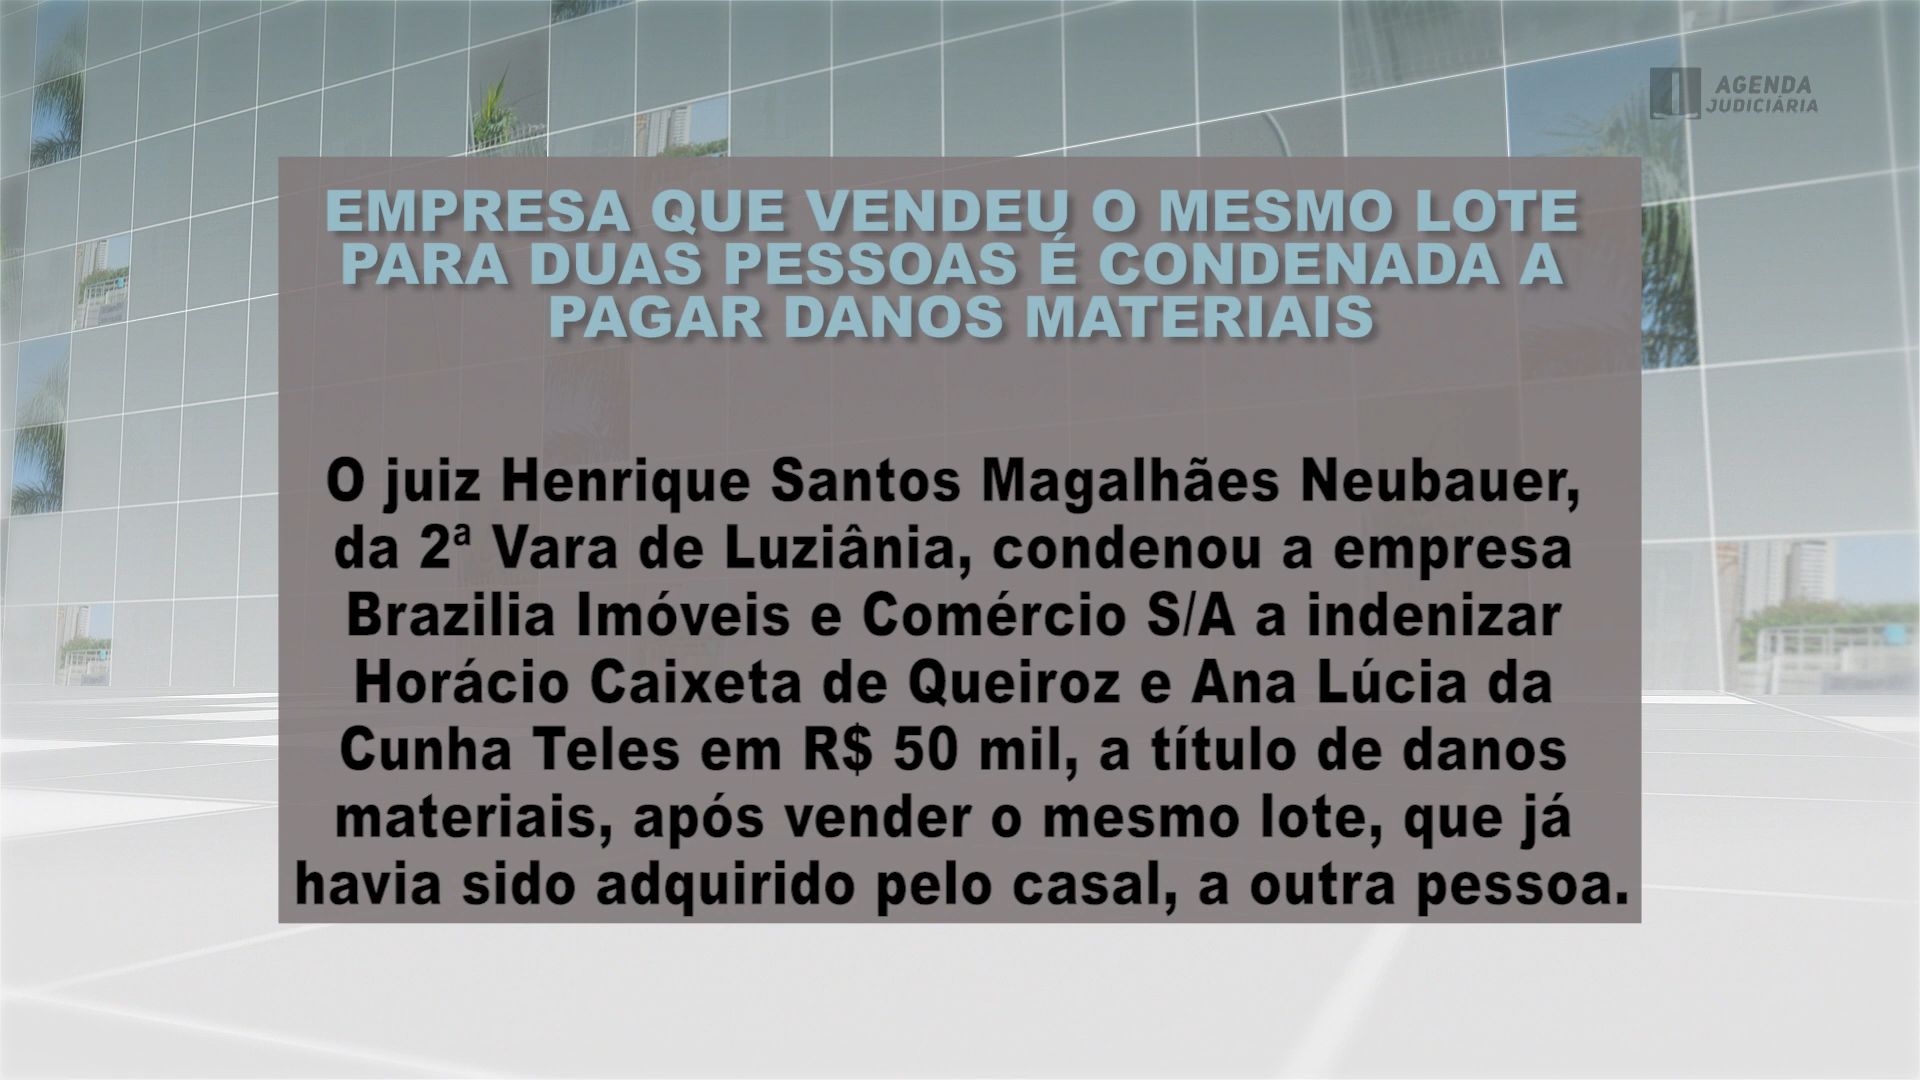 AGENDA
JUDICIÁRIA
EMPRESA QUE VENDEU O MESMO LOTE
PARA DUAS PESSOAS É CONDENADA A
PAGAR DANOS MATERIAIS
O juiz Henrique Santos Magalhães Neubauer,
da 2ª Vara de Luziânia, condenou a empresa
Brazilia Imóveis e Comércio S/A a indenizar
Horácio Caixeta de Queiroz e Ana Lúcia da
Cunha Teles em R$ 50 mil, a título de danos
materiais, após vender o mesmo lote, que já
havia sido adquirido pelo casal, a outra pessoa.